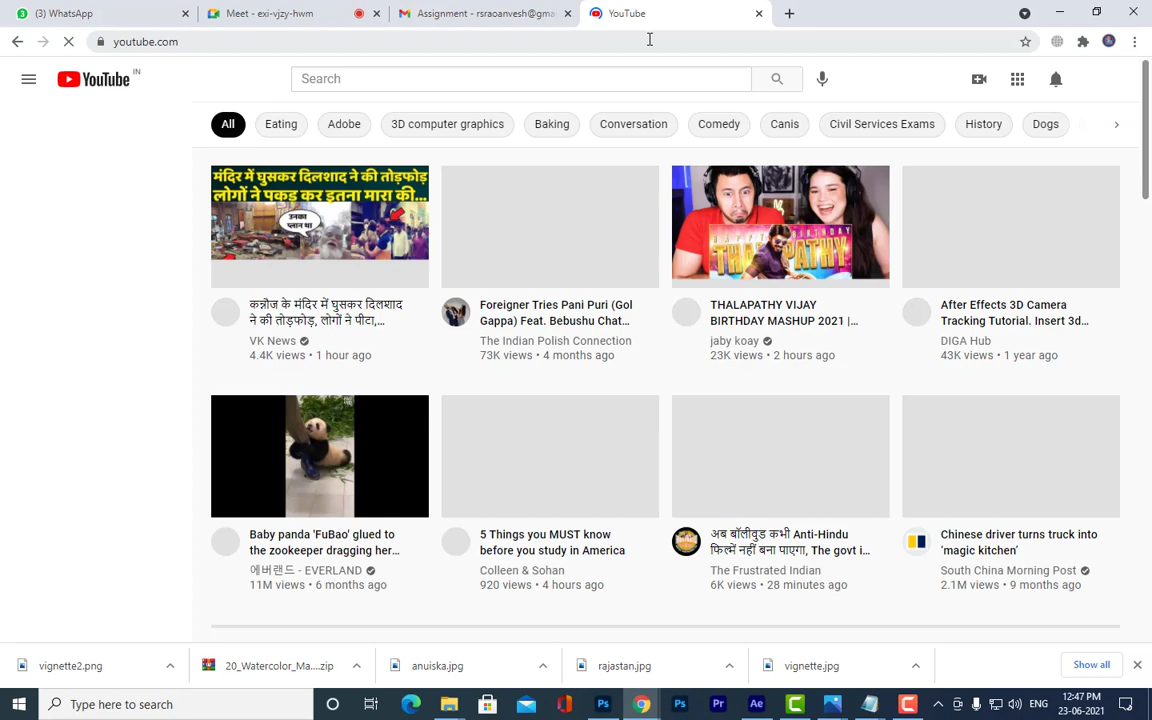 (3) WhatsApp
Meet - exi-vjzy-hwm
Assignment - rsraoanvesh@gma
YouTube
youtube.com
YouTube IN
Search
All
Eating
Adobe
3D computer graphics
Baking
Conversation
Comedy
Canis
Civil Services Exams
History
Dogs
मंदिर में घुसकर दिलशाद ने की तोड़फोड़
लोगों ने पकड़ कर इतना मारा की...
उनका
प्लान था
HAPPY BIRTHDAY
THALAPATHY
कन्नौज के मंदिर में घुसकर दिलशाद
ने की तोड़फोड़, लोगों ने पीटा,...
VK News
4.4K views • 1 hour ago
Foreigner Tries Pani Puri (Gol
Gappa) Feat. Bebushu Chat...
The Indian Polish Connection
73K views • 4 months ago
THALAPATHY VIJAY
BIRTHDAY MASHUP 2021 |...
jaby koay
23K views • 2 hours ago
After Effects 3D Camera
Tracking Tutorial. Insert 3d...
DIGA Hub
43K views • 1 year ago
Baby panda 'FuBao' glued to
the zookeeper dragging her...
에버랜드 - EVERLAND
11M views • 6 months ago
5 Things you MUST know
before you study in America
Colleen & Sohan
920 views • 4 hours ago
अब बॉलीवुड कभी Anti-Hindu
फिल्में नहीं बना पाएगा, The govt i...
The Frustrated Indian
6K views • 28 minutes ago
Chinese driver turns truck into
'magic kitchen'
South China Morning Post
2.1M views • 9 months ago
vignette2.png
20_Watercolor_Ma....zip
anuiska.jpg
rajastan.jpg
vignette.jpg
Show all
Type here to search
Ps
Ps
Pr
Ae
ENG
12:47 PM
23-06-2021